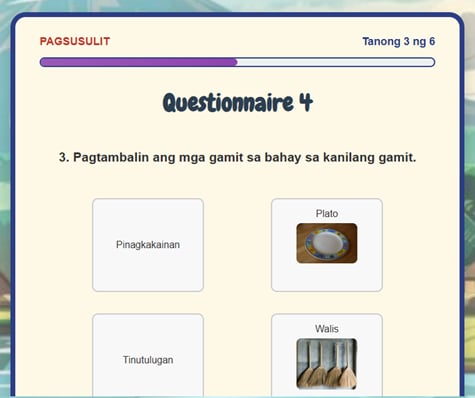 PAGSUSULIT
Tanong 3 ng 6
Questionnaire 4
3. Pagtambalin ang mga gamit sa bahay sa kanilang gamit.
Pinagkakainan
Plato
Tinutulugan
Walis